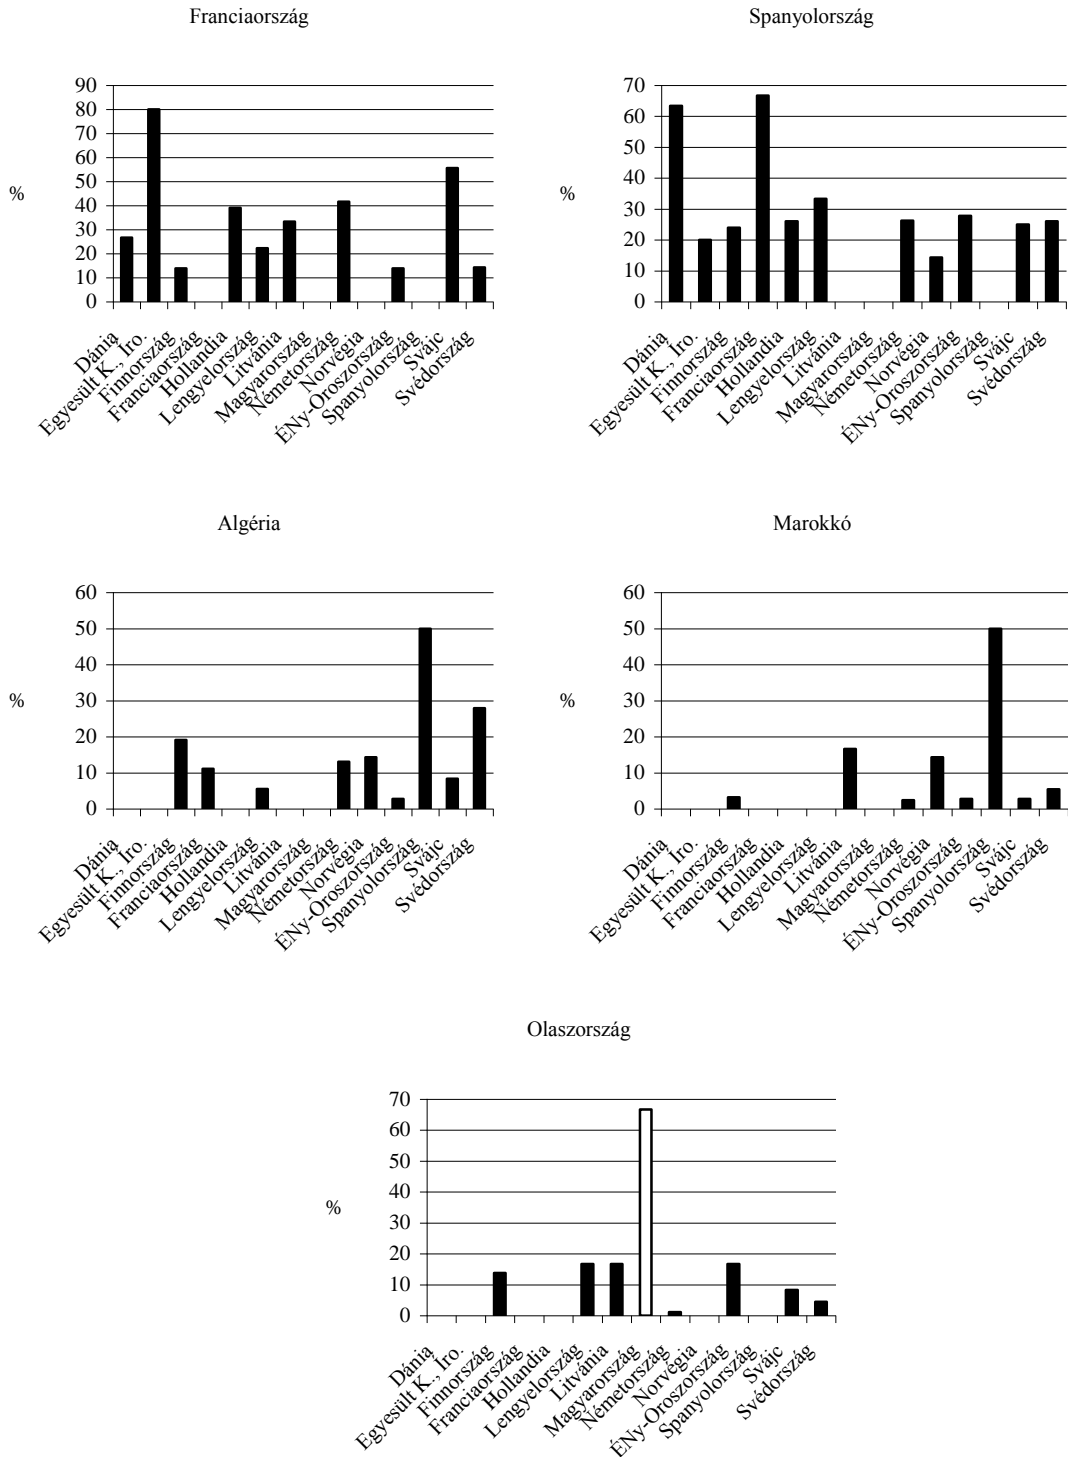 Franciaország
90
80
70
60
50
40
30
20
10
0
%
Dánia
Egyesült K., Íro.
Finnország
Franciaország
Hollandia
Lengyelország
Litvánia
Magyarország
Németország
Norvégia
ÉNy-Oroszország
Spanyolország
Svájc
Svédország
Spanyolország
70
60
50
40
30
20
10
0
%
Dánia
Egyesült K., Íro.
Finnország
Franciaország
Hollandia
Lengyelország
Litvánia
Magyarország
Németország
Norvégia
ÉNy-Oroszország
Spanyolország
Svájc
Svédország
Algéria
60
50
40
30
20
10
0
%
Dánia
Egyesült K., Íro.
Finnország
Franciaország
Hollandia
Lengyelország
Litvánia
Magyarország
Németország
Norvégia
ÉNy-Oroszország
Spanyolország
Svájc
Svédország
Marokkó
60
50
40
30
20
10
0
%
Dánia
Egyesült K., Íro.
Finnország
Franciaország
Hollandia
Lengyelország
Litvánia
Magyarország
Németország
Norvégia
ÉNy-Oroszország
Spanyolország
Svájc
Svédország
Olaszország
70
60
50
40
30
20
10
0
%
Dánia
Egyesült K., Íro.
Finnország
Franciaország
Hollandia
Lengyelország
Litvánia
Magyarország
Németország
Norvégia
ÉNy-Oroszország
Spanyolország
Svájc
Svédország